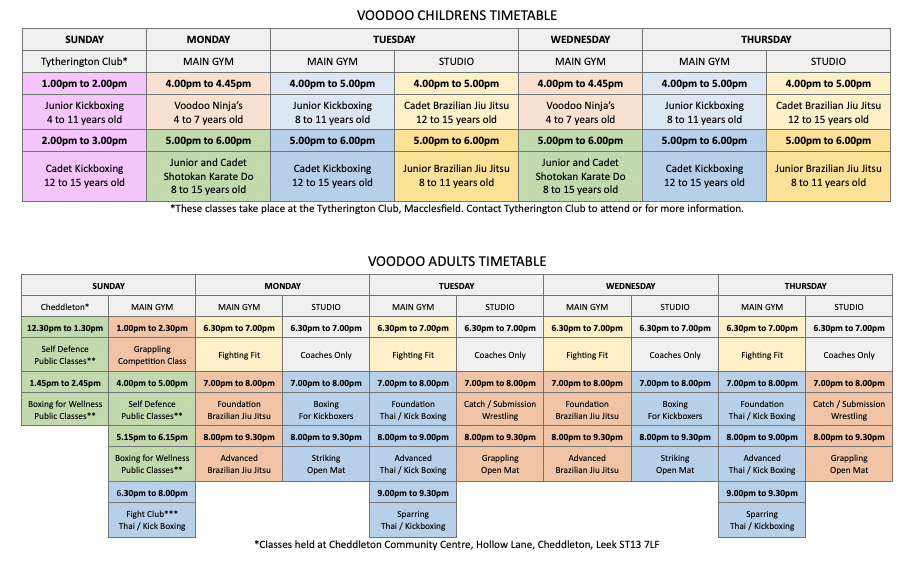 VOODOO CHILDRENS TIMETABLE
SUNDAY MONDAY TUESDAY WEDNESDAY THURSDAY
Tytherington Club* MAIN GYM MAIN GYM STUDIO MAIN GYM MAIN GYM STUDIO
1.00pm to 2.00pm 4.00pm to 4.45pm 4.00pm to 5.00pm 4.00pm to 5.00pm 4.00pm to 4.45pm 4.00pm to 5.00pm 4.00pm to 5.00pm
Junior Kickboxing Voodoo Ninja's Junior Kickboxing Cadet Brazilian Jiu Jitsu Voodoo Ninja's Junior Kickboxing Cadet Brazilian Jiu Jitsu
4 to 11 years old 4 to 7 years old 8 to 11 years old 12 to 15 years old 4 to 7 years old 8 to 11 years old 12 to 15 years old
2.00pm to 3.00pm 5.00pm to 6.00pm 5.00pm to 6.00pm 5.00pm to 6.00pm 5.00pm to 6.00pm 5.00pm to 6.00pm 5.00pm to 6.00pm
Cadet Kickboxing Junior and Cadet Cadet Kickboxing Junior Brazilian Jiu Jitsu Junior and Cadet Cadet Kickboxing Junior Brazilian Jiu Jitsu
12 to 15 years old Shotokan Karate Do 12 to 15 years old 8 to 11 years old Shotokan Karate Do 12 to 15 years old 8 to 11 years old
8 to 15 years old 8 to 15 years old
*These classes take place at the Tytherington Club, Macclesfield. Contact Tytherington Club to attend or for more information.
VOODOO ADULTS TIMETABLE
SUNDAY MONDAY TUESDAY WEDNESDAY THURSDAY
Cheddleton* MAIN GYM MAIN GYM STUDIO MAIN GYM STUDIO MAIN GYM STUDIO MAIN GYM STUDIO
12.30pm to 1.30pm 1.00pm to 2.30pm 6.30pm to 7.00pm 6.30pm to 7.00pm 6.30pm to 7.00pm 6.30pm to 7.00pm 6.30pm to 7.00pm 6.30pm to 7.00pm 6.30pm to 7.00pm 6.30pm to 7.00pm
Self Defence Grappling Fighting Fit Coaches Only Fighting Fit Coaches Only Fighting Fit Coaches Only Fighting Fit Coaches Only
Public Classes** Competition Class
1.45pm to 2.45pm 4.00pm to 5.00pm 7.00pm to 8.00pm 7.00pm to 8.00pm 7.00pm to 8.00pm 7.00pm to 8.00pm 7.00pm to 8.00pm 7.00pm to 8.00pm 7.00pm to 8.00pm 7.00pm to 8.00pm
Boxing for Wellness Self Defence Foundation Boxing Foundation Catch / Submission Foundation Boxing Foundation Catch / Submission
Public Classes** Public Classes** Brazilian Jiu Jitsu For Kickboxers Thai / Kick Boxing Wrestling Brazilian Jiu Jitsu For Kickboxers Thai / Kick Boxing Wrestling
5.15pm to 6.15pm 8.00pm to 9.30pm 8.00pm to 9.30pm 8.00pm to 9.00pm 8.00pm to 9.30pm 8.00pm to 9.30pm 8.00pm to 9.30pm 8.00pm to 9.00pm 8.00pm to 9.30pm
Boxing for Wellness Advanced Striking Advanced Grappling Advanced Striking Advanced Grappling
Public Classes** Brazilian Jiu Jitsu Open Mat Thai / Kick Boxing Open Mat Brazilian Jiu Jitsu Open Mat Thai / Kick Boxing Open Mat
6.30pm to 8.00pm 9.00pm to 9.30pm 9.00pm to 9.30pm
Fight Club*** Sparring Sparring
Thai / Kick Boxing Thai / Kickboxing Thai / Kickboxing
*Classes held at Cheddleton Community Centre, Hollow Lane, Cheddleton, Leek ST13 7LF